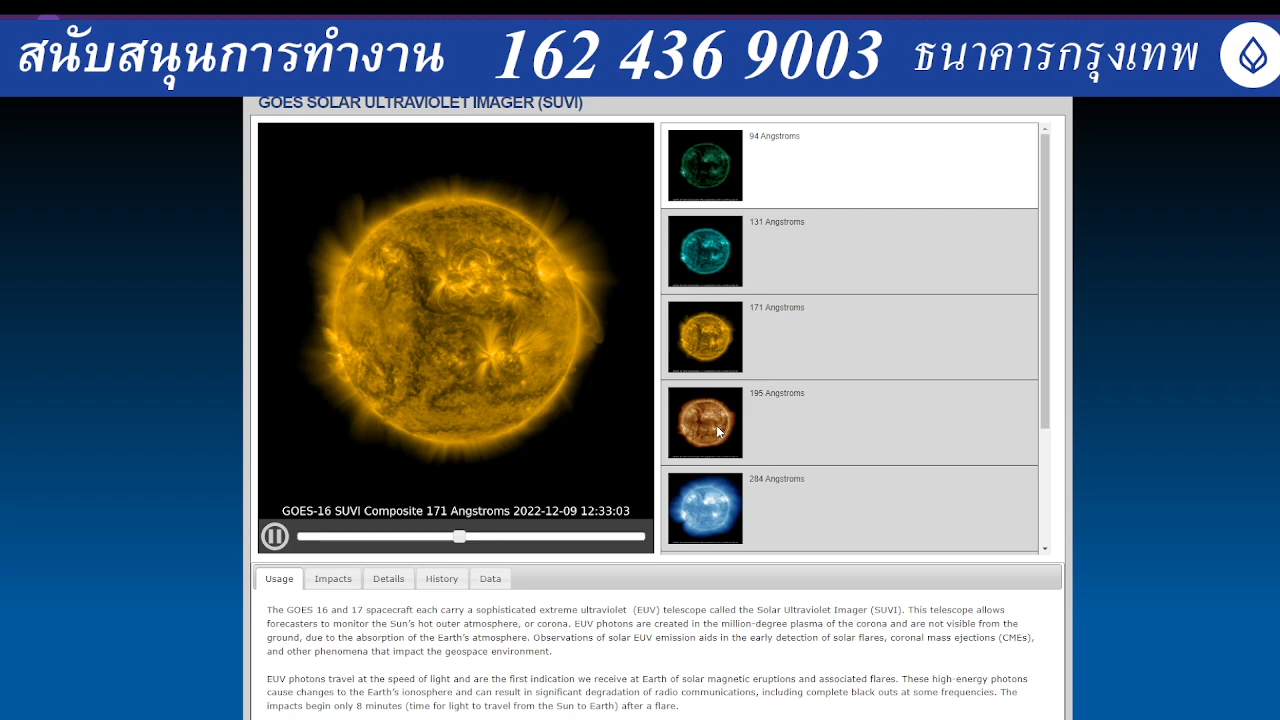 สนับสนุนการทำงาน 162 436 9003 ธนาคารกรุงเทพ
GOES SOLAR ULTRAVIOLET IMAGER (SUVI)
94 Angstroms
131 Angstroms
171 Angstroms
195 Angstroms
284 Angstroms
GOES-16 SUVI Composite 171 Angstroms 2022-12-09 12:33:03
Usage Impacts Details History Data
The GOES 16 and 17 spacecraft each carry a sophisticated extreme ultraviolet (EUV) telescope called the Solar Ultraviolet Imager (SUVI). This telescope allows
forecasters to monitor the Sun's hot outer atmosphere, or corona. EUV photons are created in the million-degree plasma of the corona and are not visible from the
ground, due to the absorption of the Earth's atmosphere. Observations of solar EUV emission aids in the early detection of solar flares, coronal mass ejections (CMEs),
and other phenomena that impact the geospace environment.
EUV photons travel at the speed of light and are the first indication we receive at Earth of solar magnetic eruptions and associated flares. These high-energy photons
cause changes to the Earth's ionosphere and can result in significant degradation of radio communications, including complete black outs at some frequencies. The
impacts begin only 8 minutes (time for light to travel from the Sun to Earth) after a flare.